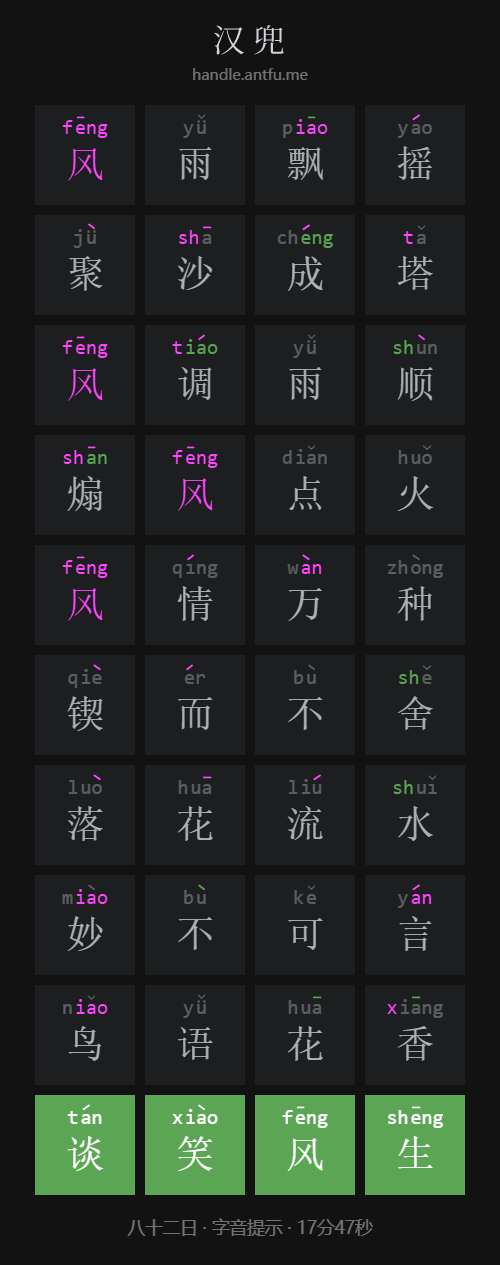 汉兜
handle.antfu.me
fēng yǔ piāo yáo
风 雨 飘 摇
jù shā chéng tǎ
聚 沙 成 塔
fēng tiáo yǔ shùn
风 调 雨 顺
shān fēng diǎn huǒ
煽 风 点 火
fēng qíng wàn zhòng
风 情 万 种
qiè ér bù shě
锲 而 不 舍
luò huā liú shuǐ
落 花 流 水
miào bù kě yán
妙 不 可 言
niǎo yǔ huā xiāng
鸟 语 花 香
tán xiào fēng shēng
谈 笑 风 生
八十二日 · 字音提示 · 17分47秒